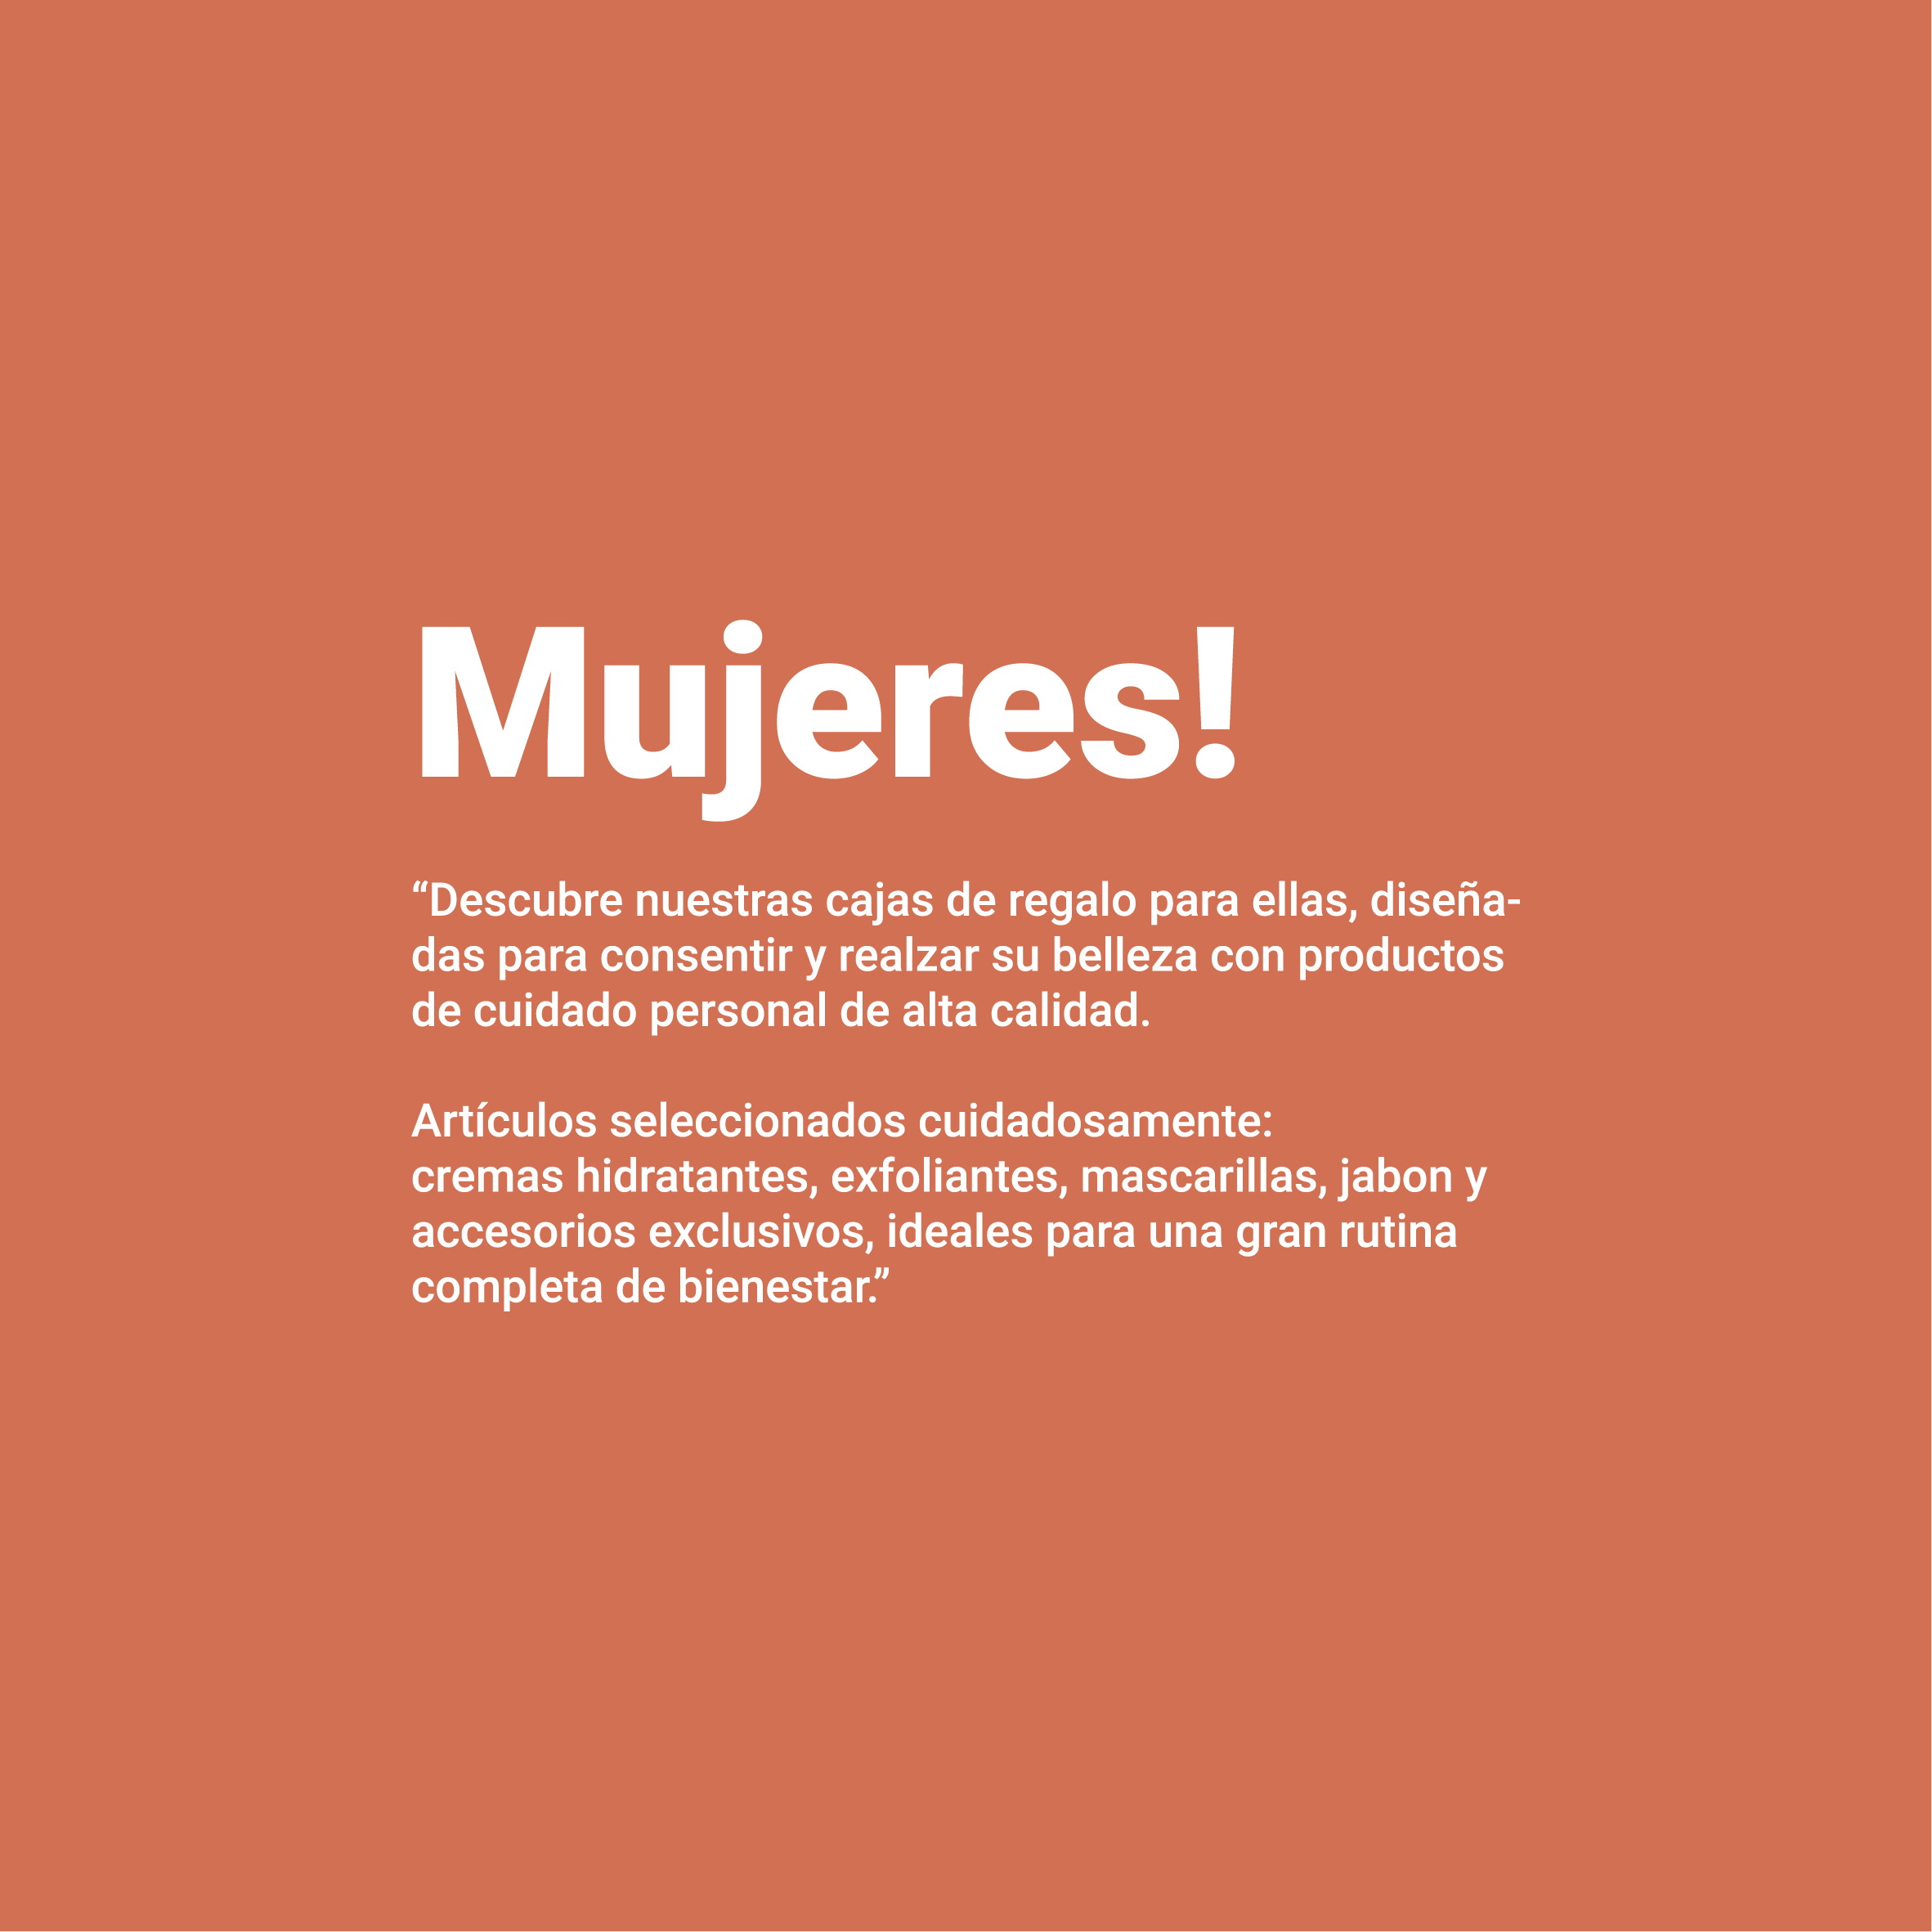 Mujeres!
“Descubre nuestras cajas de regalo para ellas, diseña-
das para consentir y realzar su belleza con productos
de cuidado personal de alta calidad.
Artículos seleccionados cuidadosamente:
cremas hidratantes, exfoliantes, mascarillas, jabon y
accesorios exclusivos, ideales para una gran rutina
completa de bienestar.”